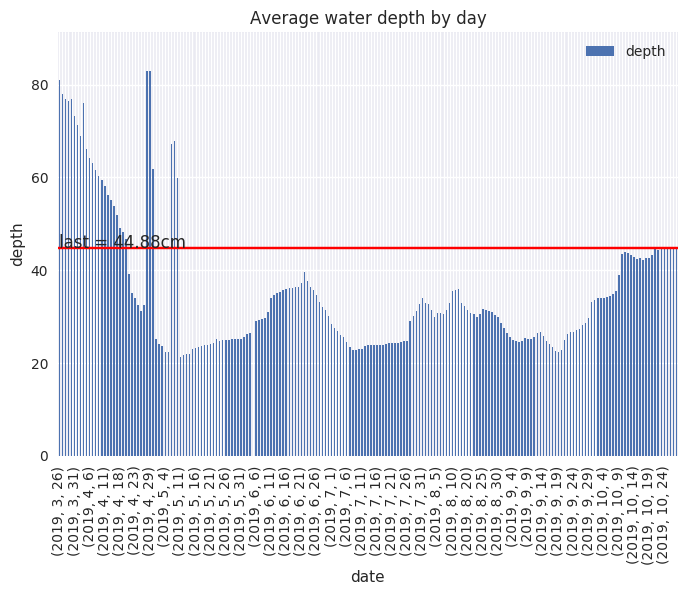 Average water depth by day
depth
80
60
last = 44.88cm
40
20
0
depth
(2019, 3, 26)
(2019, 3, 31)
(2019, 4, 6)
(2019, 4, 11)
(2019, 4, 18)
(2019, 4, 23)
(2019, 4, 29)
(2019, 5, 4)
(2019, 5, 11)
(2019, 5, 16)
(2019, 5, 21)
(2019, 5, 26)
(2019, 5, 31)
(2019, 6, 6)
(2019, 6, 11)
(2019, 6, 16)
(2019, 6, 21)
(2019, 6, 26)
(2019, 7, 1)
(2019, 7, 6)
(2019, 7, 11)
(2019, 7, 16)
(2019, 7, 21)
(2019, 7, 26)
(2019, 7, 31)
(2019, 8, 5)
(2019, 8, 10)
(2019, 8, 20)
(2019, 8, 25)
(2019, 8, 30)
(2019, 9, 4)
(2019, 9, 9)
(2019, 9, 14)
(2019, 9, 19)
(2019, 9, 24)
(2019, 9, 29)
(2019, 10, 4)
(2019, 10, 9)
(2019, 10, 14)
(2019, 10, 19)
(2019, 10, 24)
date